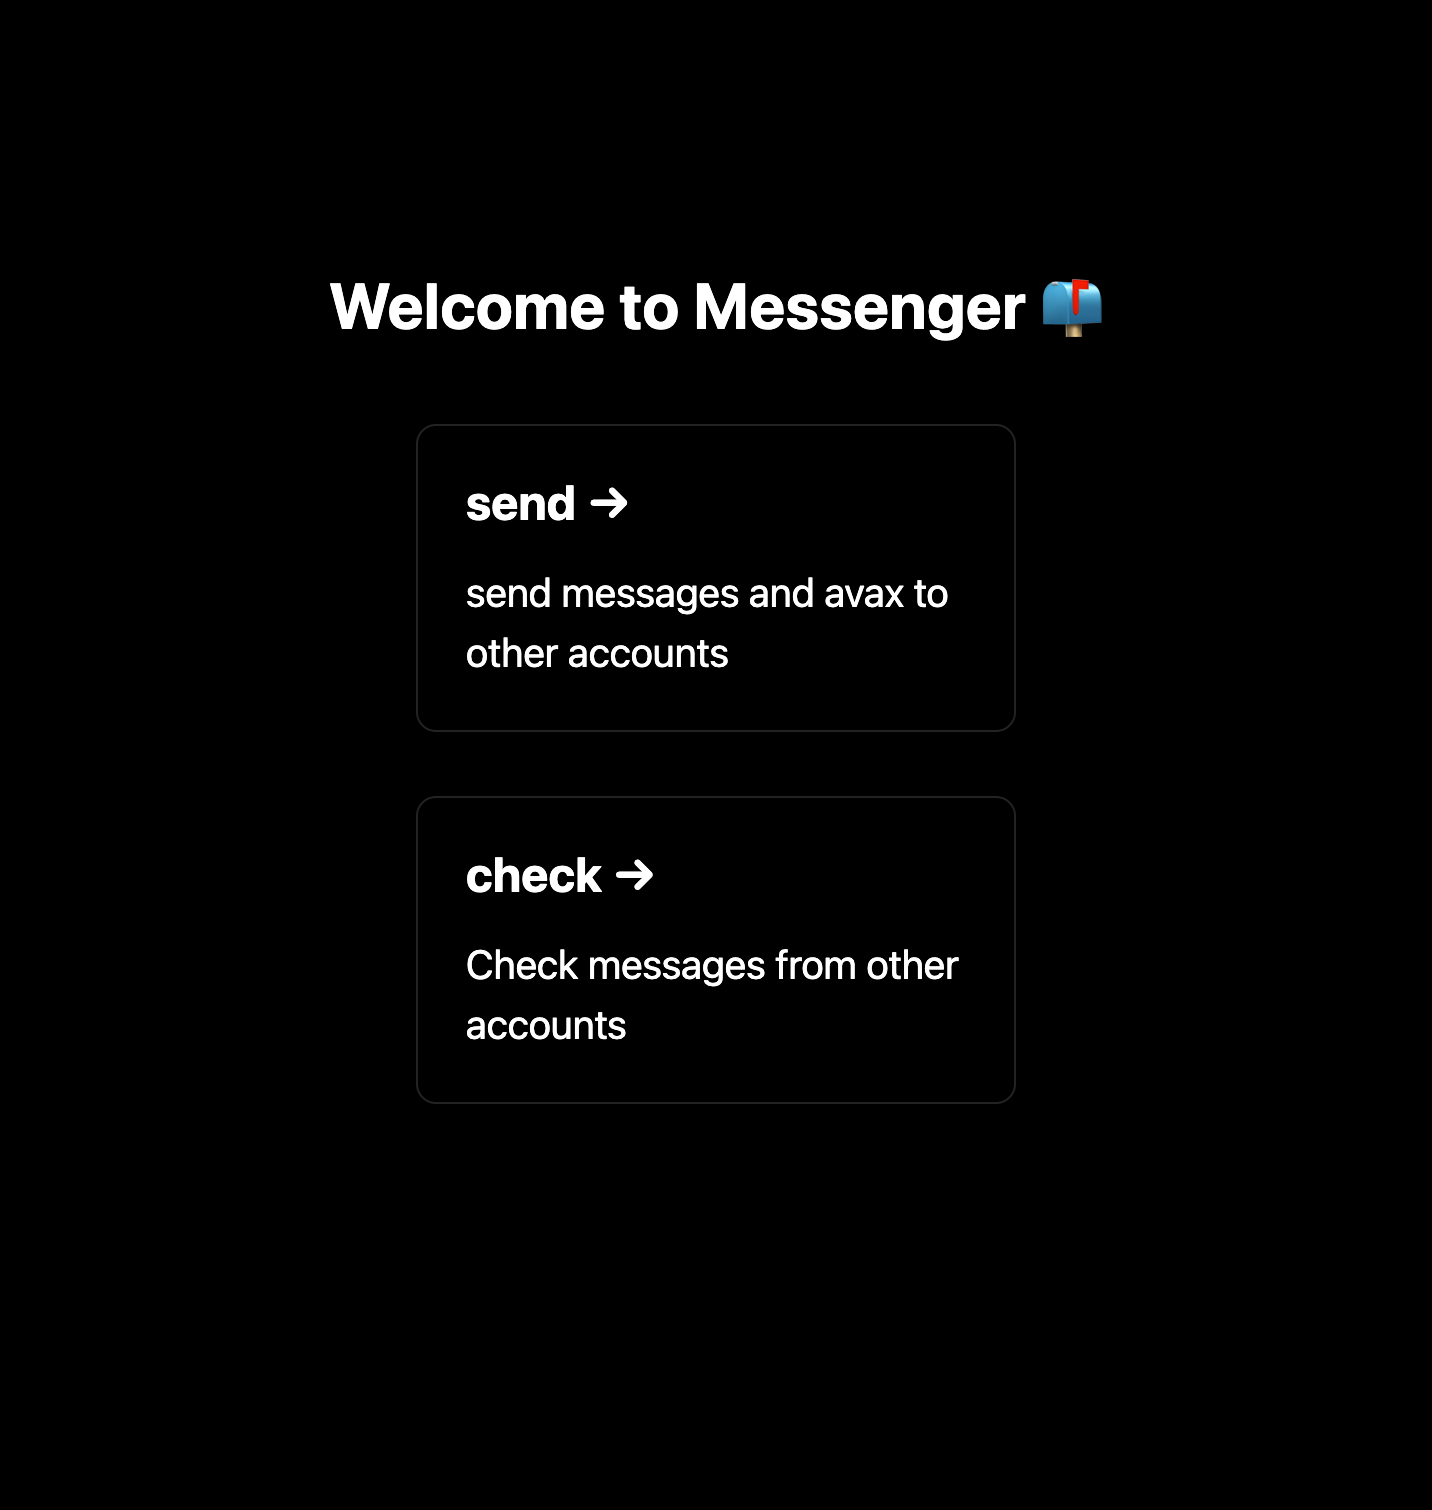 Welcome to Messenger 📫
send →
send messages and avax to
other accounts
check →
Check messages from other
accounts